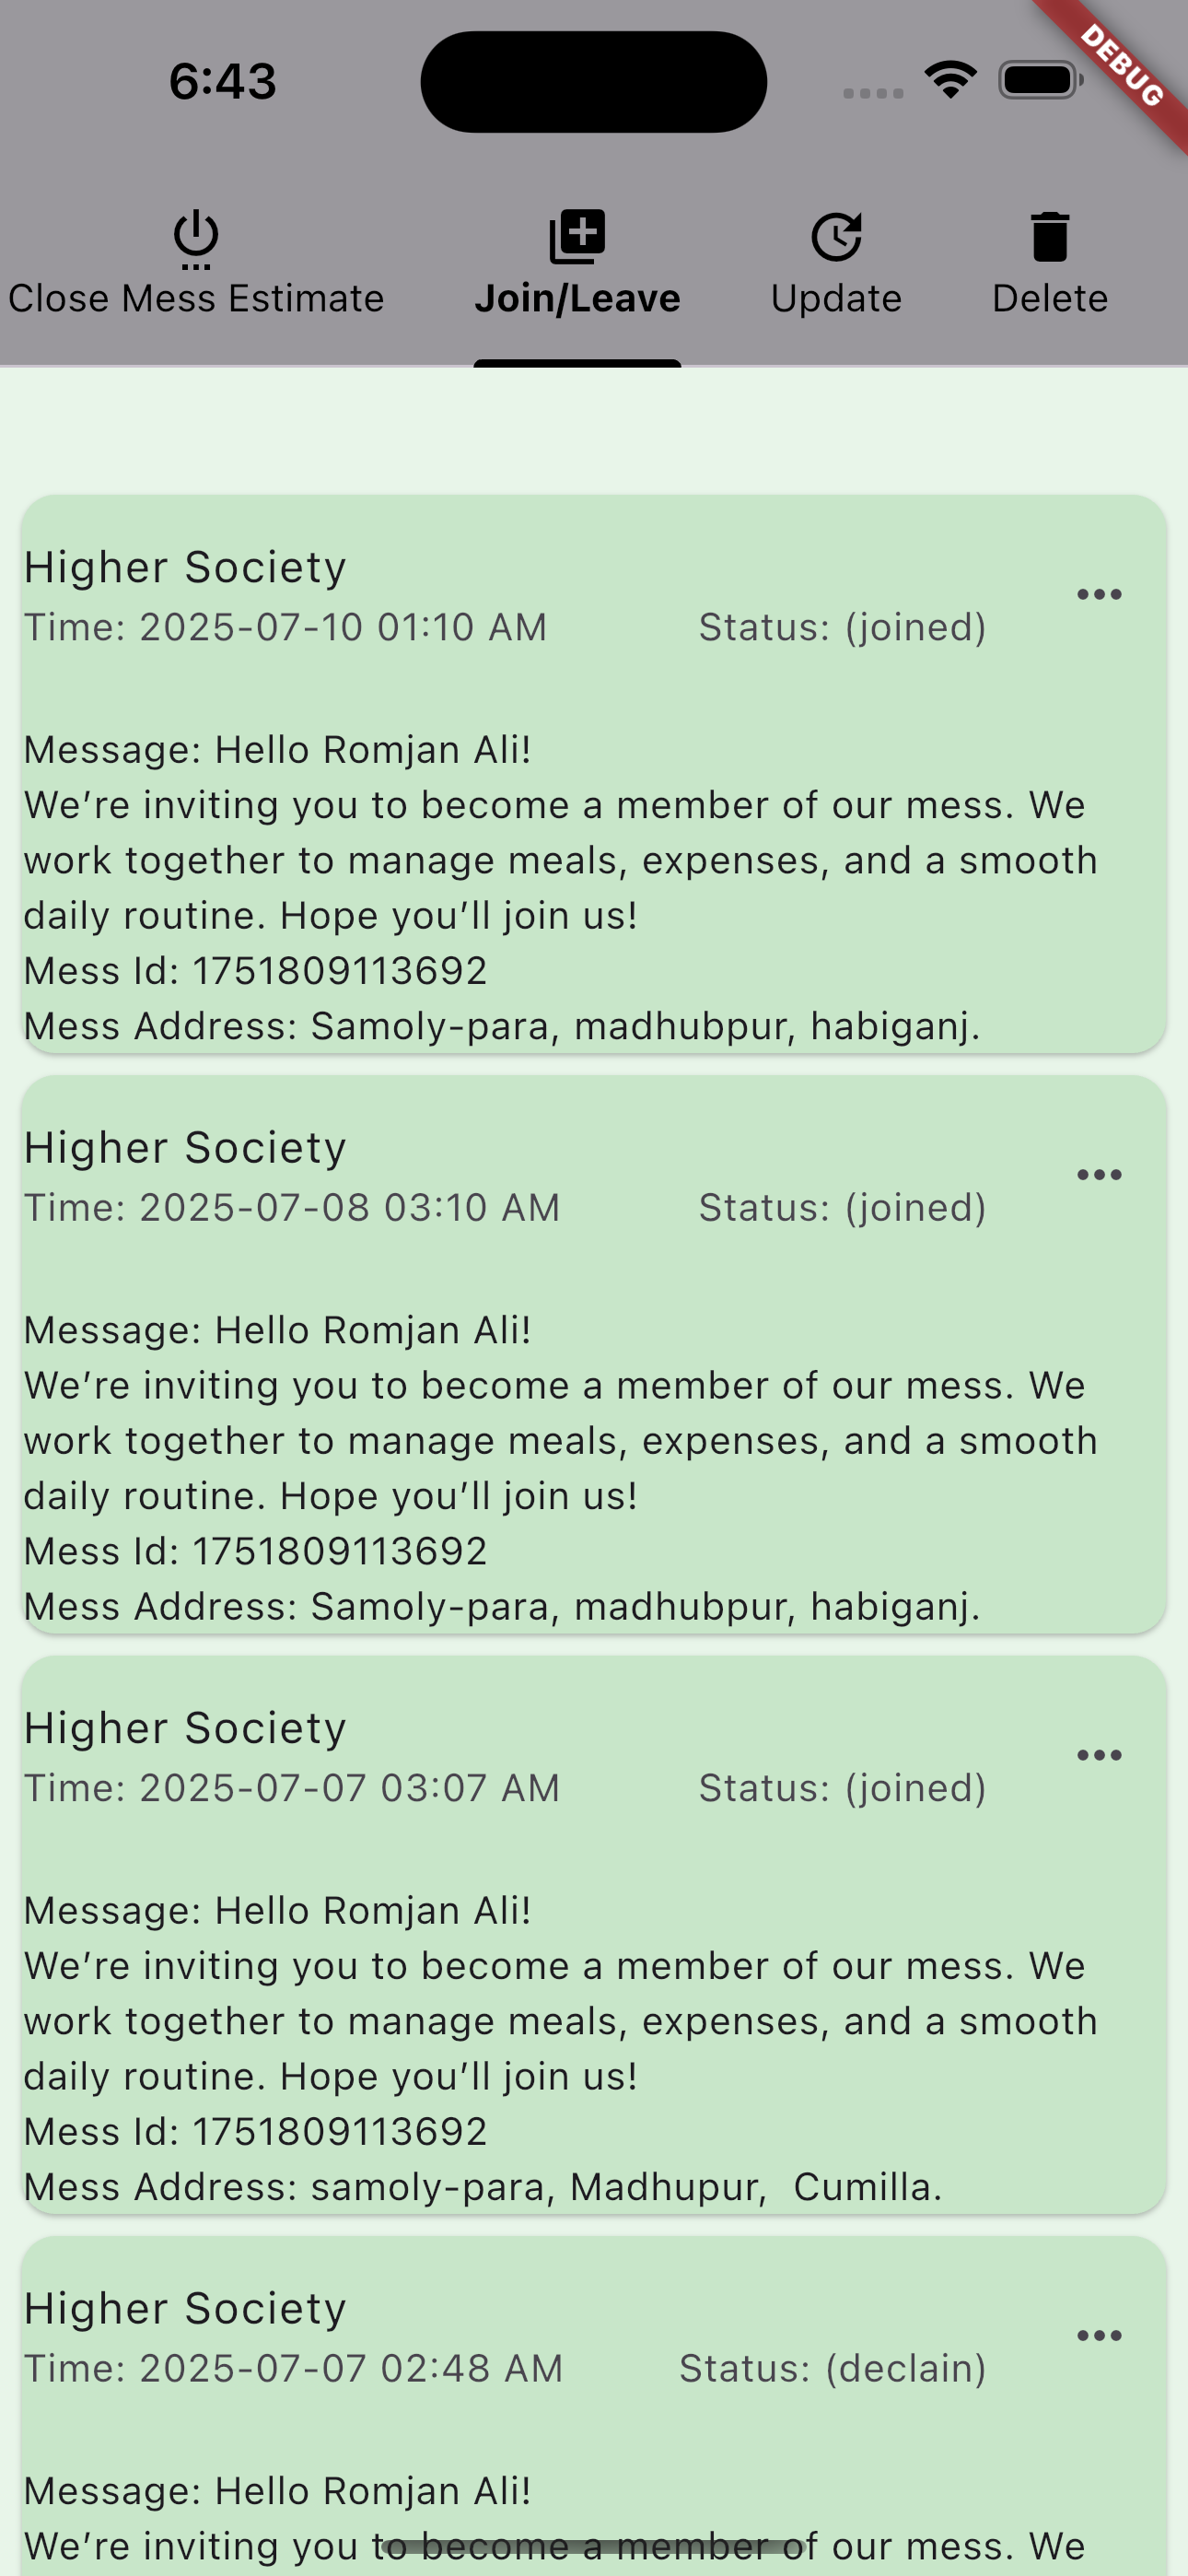 6:43
DEBUG
Close Mess Estimate
Join/Leave
Update
Delete
Higher Society
Time: 2025-07-10 01:10 AM
Status: (joined)
Message: Hello Romjan Ali!
We’re inviting you to become a member of our mess. We
work together to manage meals, expenses, and a smooth
daily routine. Hope you’ll join us!
Mess Id: 1751809113692
Mess Address: Samoly-para, madhubpur, habiganj.
Higher Society
Time: 2025-07-08 03:10 AM
Status: (joined)
Message: Hello Romjan Ali!
We’re inviting you to become a member of our mess. We
work together to manage meals, expenses, and a smooth
daily routine. Hope you’ll join us!
Mess Id: 1751809113692
Mess Address: Samoly-para, madhubpur, habiganj.
Higher Society
Time: 2025-07-07 03:07 AM
Status: (joined)
Message: Hello Romjan Ali!
We’re inviting you to become a member of our mess. We
work together to manage meals, expenses, and a smooth
daily routine. Hope you’ll join us!
Mess Id: 1751809113692
Mess Address: samoly-para, Madhupur,  Cumilla.
Higher Society
Time: 2025-07-07 02:48 AM
Status: (declain)
Message: Hello Romjan Ali!
We’re inviting you to become a member of our mess. We